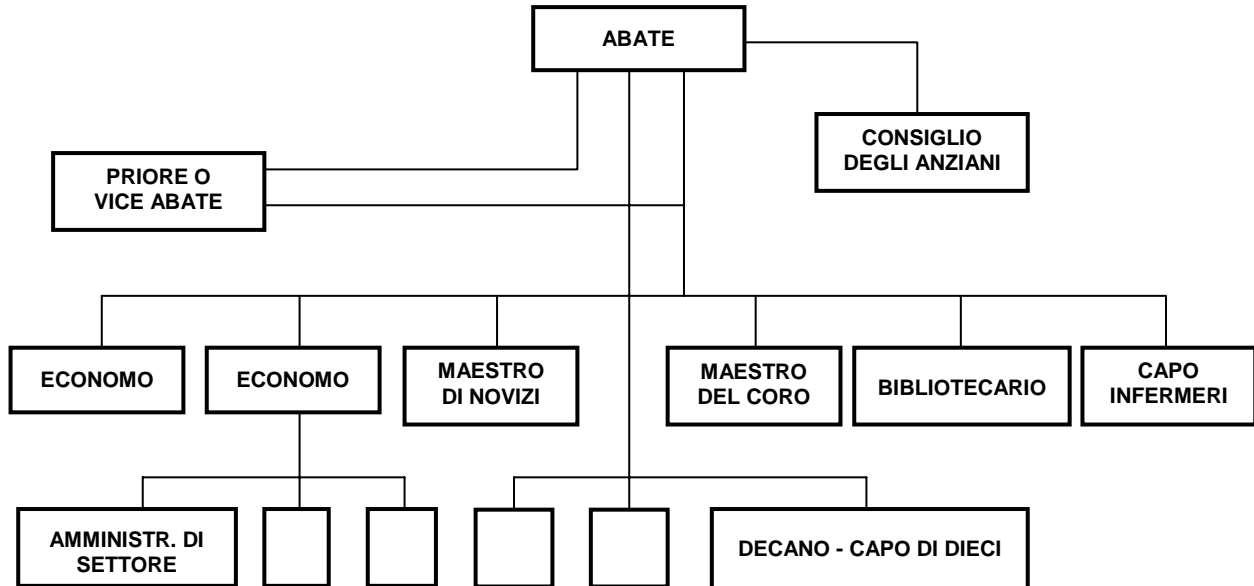 ABATE
CONSIGLIO
DEGLI ANZIANI
PRIORE O
VICE ABATE
ECONOMO
ECONOMO
MAESTRO
DI NOVIZI
MAESTRO
DEL CORO
BIBLIOTECARIO
CAPO
INFERMERI
AMMINISTR. DI
SETTORE
DECANO - CAPO DI DIECI